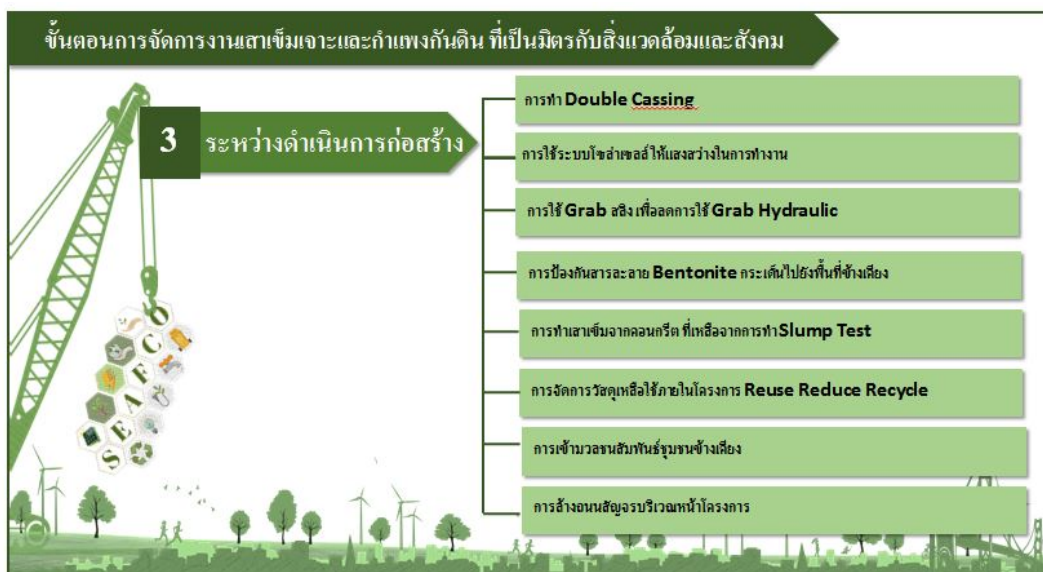 ขั้นตอนการจัดการงานเสาเข็มเจาะและกำแพงกันดิน ที่เป็นมิตรกับสิ่งแวดล้อมและสังคม
3 ระหว่างดำเนินการก่อสร้าง
การทำ Double Cassing
การใช้ระบบโซล่าเซลล์ ให้แสงสว่างในการทำงาน
การใช้ Grab สลิง เพื่อลดการใช้ Grab Hydraulic
การป้องกันสารละลาย Bentonite กระเด็นไปยังพื้นที่ข้างเคียง
การทำเสาเข็มจากคอนกรีต ที่เหลือจากการทำ Slump Test
การจัดการวัสดุเหลือใช้ภายในโครงการ Reuse Reduce Recycle
การเข้ามวลชนสัมพันธ์ชุมชนข้างเคียง
การล้างถนนสัญจรบริเวณหน้าโครงการ
SEAFCO